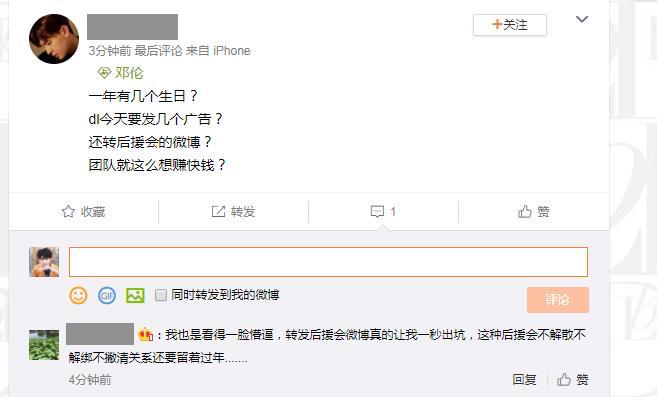 +关注
3分钟前 最后评论 来自 iPhone
邓伦
一年有几个生日？
dl今天要发几个广告？
还转后援会的微博？
团队就这么想赚快钱？
收藏 转发 1 赞
GIF 同时转发到我的微博
评论
：我也是看得一脸懵逼，转发后援会微博真的让我一秒出坑，这种后援会不解散不
解绑不撇清关系还要留着过年.......
4分钟前 回复 赞